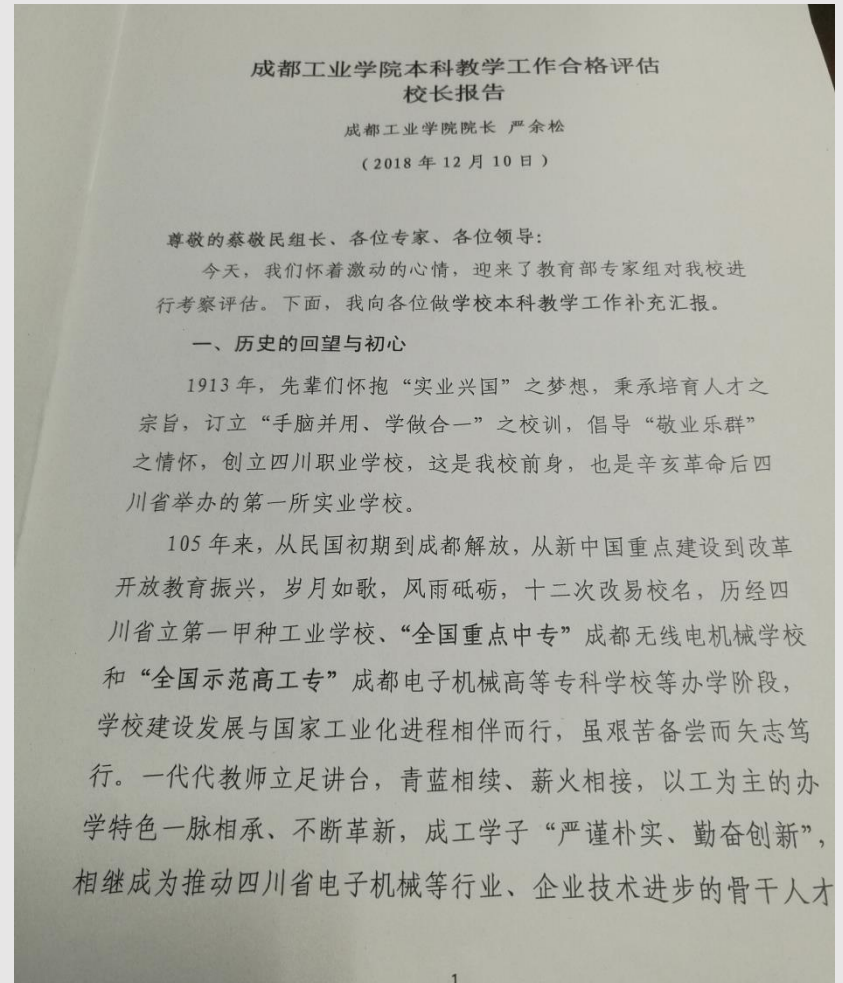 成都工业学院本科教学工作合格评估
校长报告
成都工业学院院长 严余松
（2018 年 12 月 10 日）
尊敬的蔡敬民组长、各位专家、各位领导：
今天，我们怀着激动的心情，迎来了教育部专家组对我校进
行考察评估。下面，我向各位做学校本科教学工作补充汇报。
一、历史的回望与初心
1913 年，先辈们怀抱“实业兴国”之梦想，秉承培育人才之
宗旨，订立“手脑并用、学做合一”之校训，倡导“敬业乐群”
之情怀，创立四川职业学校，这是我校前身，也是辛亥革命后四
川省举办的第一所实业学校。
105 年来，从民国初期到成都解放，从新中国重点建设到改革
开放教育振兴，岁月如歌，风雨砥砺，十二次改易校名，历经四
川省立第一甲种工业学校、“全国重点中专”成都无线电机械学校
和“全国示范高工专”成都电子机械高等专科学校等办学阶段，
学校建设发展与国家工业化进程相伴而行，虽艰苦备尝而矢志笃
行。一代代教师立足讲台，青蓝相续、薪火相接，以工为主的办
学特色一脉相承、不断革新，成工学子“严谨朴实、勤奋创新”，
相继成为推动四川省电子机械等行业、企业技术进步的骨干人才
1